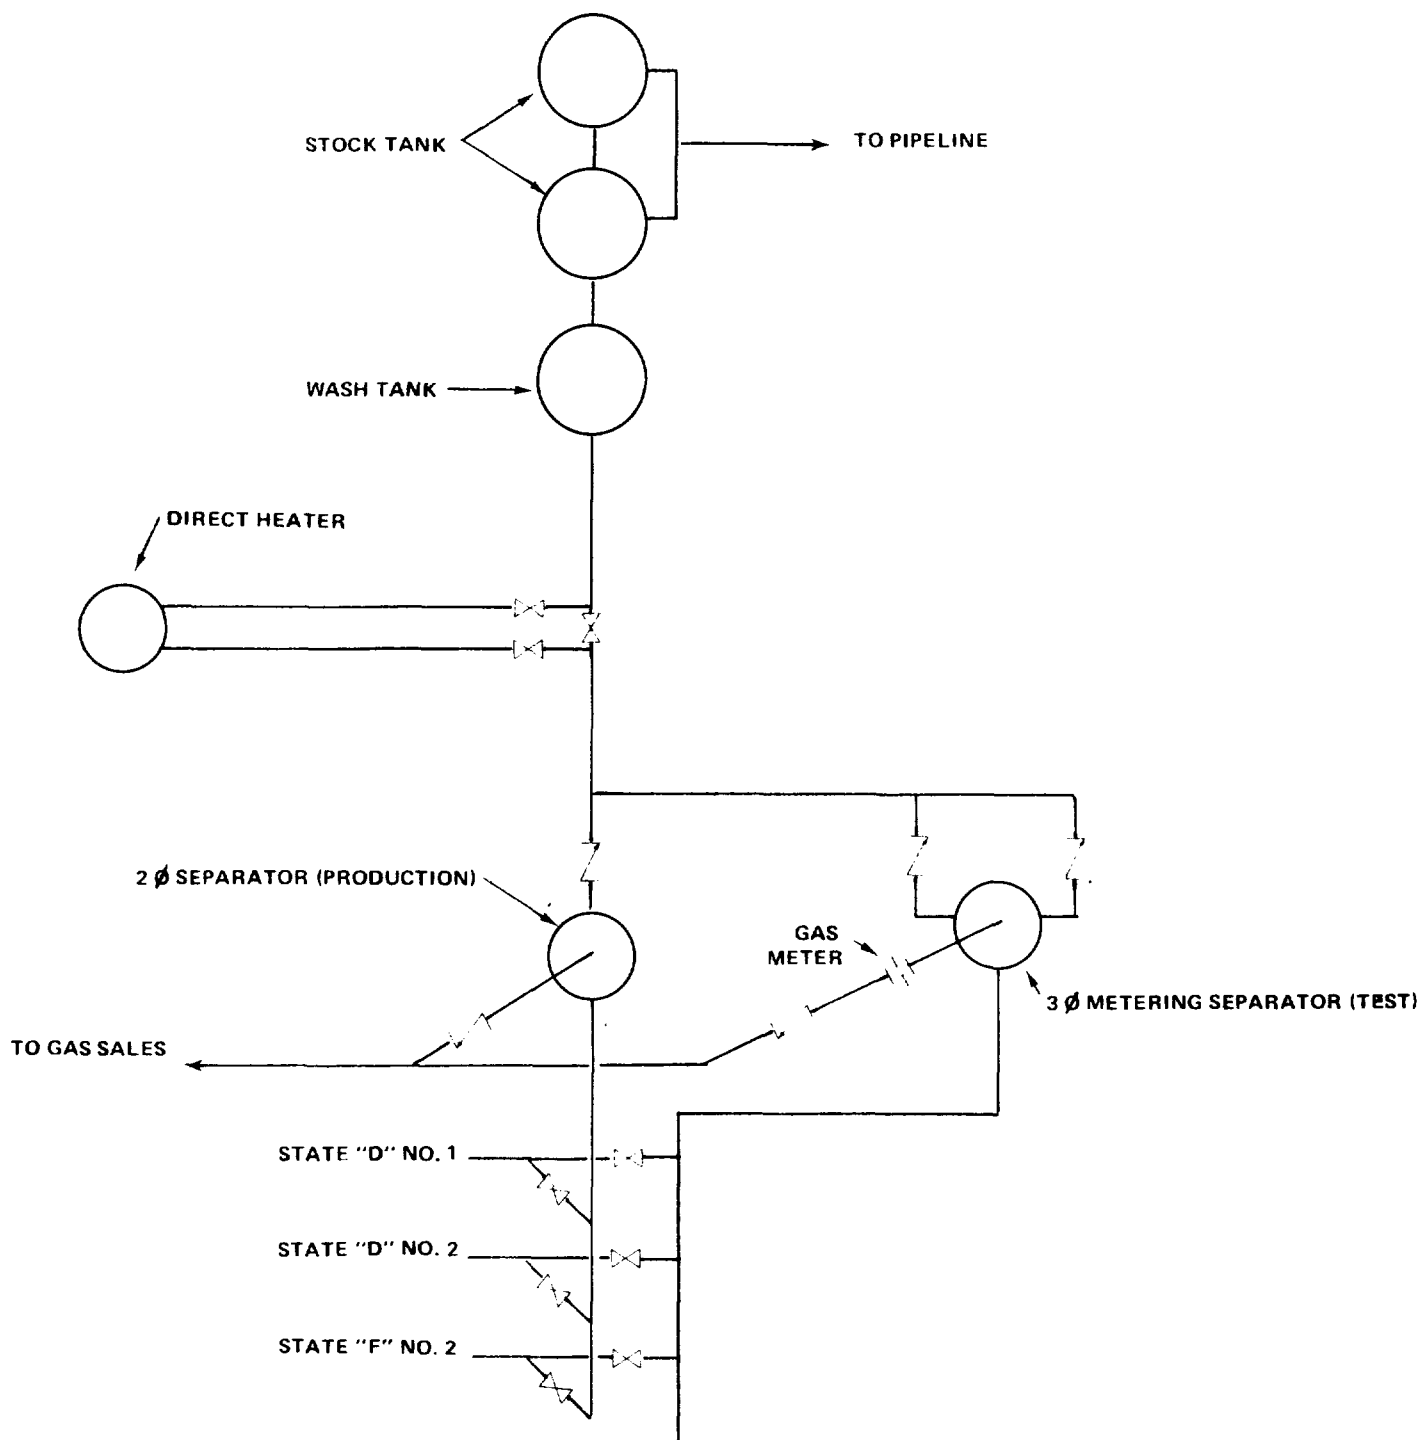 STOCK TANK
TO PIPELINE
WASH TANK
DIRECT HEATER
2 Ø SEPARATOR (PRODUCTION)
GAS
METER
3 Ø METERING SEPARATOR (TEST)
TO GAS SALES
STATE "D" NO. 1
STATE "D" NO. 2
STATE "F" NO. 2